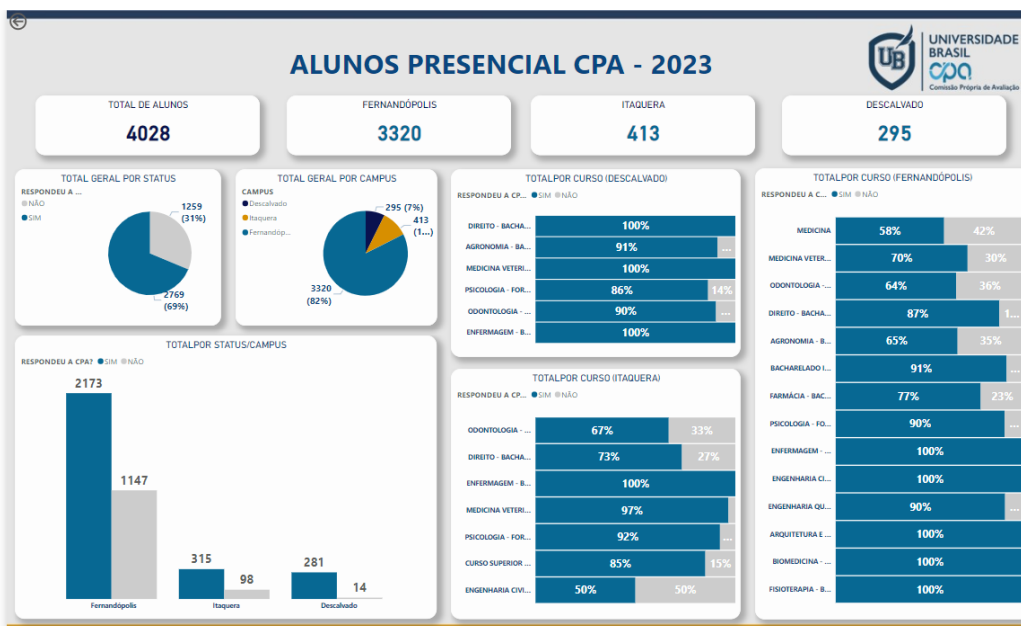 ALUNOS PRESENCIAL CPA - 2023
UB
UNIVERSIDADE
BRASIL
cpa
Comissão Própria de Avaliação
TOTAL DE ALUNOS
4028
FERNANDÓPOLIS
3320
ITAQUERA
413
DESCALVADO
295
TOTAL GERAL POR STATUS
RESPONDEU A ...
NÃO
SIM
1259
(31%)
2769
(69%)
TOTAL GERAL POR CAMPUS
CAMPUS
Descalvado
Itaquera
Fernandóp...
295 (7%)
413
(1...)
3320
(82%)
TOTALPOR STATUS/CAMPUS
RESPONDEU A CPA? SIM NÃO
2173
1147
315
98
281
14
Fernandópolis
Itaquera
Descalvado
TOTALPOR CURSO (DESCALVADO)
RESPONDEU A CP... SIM NÃO
DIREITO - BACHA... 100%
AGRONOMIA - BA... 91% ...
MEDICINA VETERI... 100%
PSICOLOGIA - FOR... 86% 14%
ODONTOLOGIA - ... 90% ...
ENFERMAGEM - B... 100%
TOTALPOR CURSO (ITAQUERA)
RESPONDEU A CP... SIM NÃO
ODONTOLOGIA - ... 67% 33%
DIREITO - BACHA... 73% 27%
ENFERMAGEM - B... 100%
MEDICINA VETERI... 97%
PSICOLOGIA - FOR... 92% ...
CURSO SUPERIOR ... 85% 15%
ENGENHARIA CIVI... 50% 50%
TOTALPOR CURSO (FERNANDÓPOLIS)
RESPONDEU A C... SIM NÃO
MEDICINA 58% 42%
MEDICINA VETER... 70% 30%
ODONTOLOGIA -... 64% 36%
DIREITO - BACHA... 87% 1...
AGRONOMIA - B... 65% 35%
BACHARELADO I... 91% ...
FARMÁCIA - BAC... 77% 23%
PSICOLOGIA - FO... 90% ...
ENFERMAGEM - ... 100%
ENGENHARIA CI... 100%
ENGENHARIA QU... 90% ...
ARQUITETURA E ... 100%
BIOMEDICINA - ... 100%
FISIOTERAPIA - B... 100%